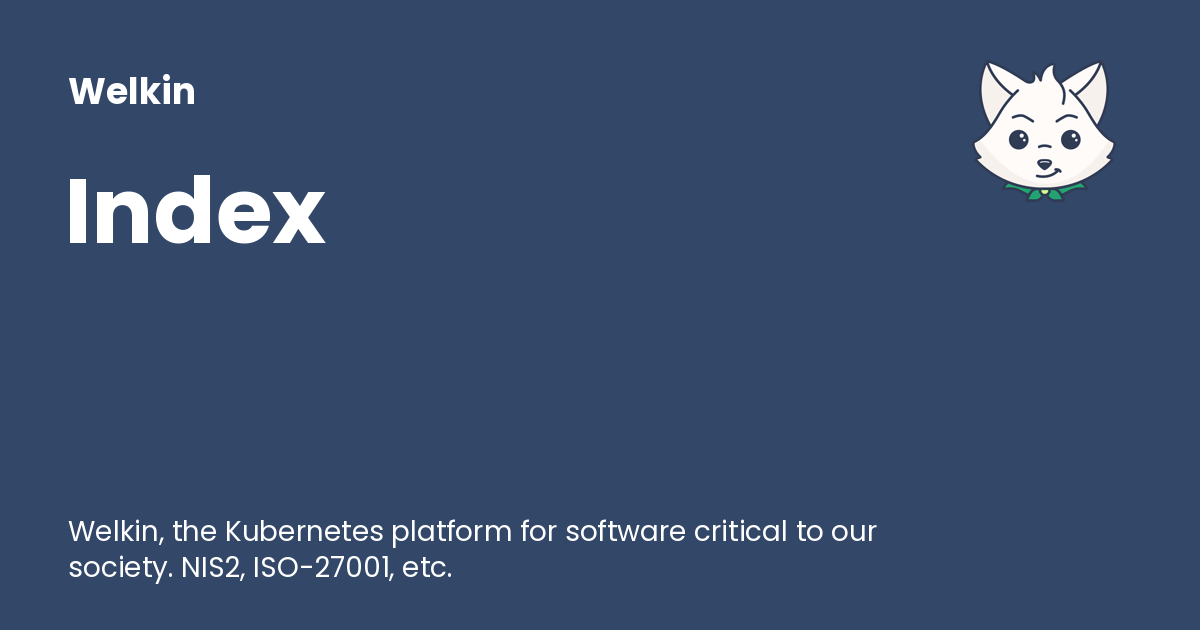 Welkin
Index
Welkin, the Kubernetes platform for software critical to our
society. NIS2, ISO-27001, etc.